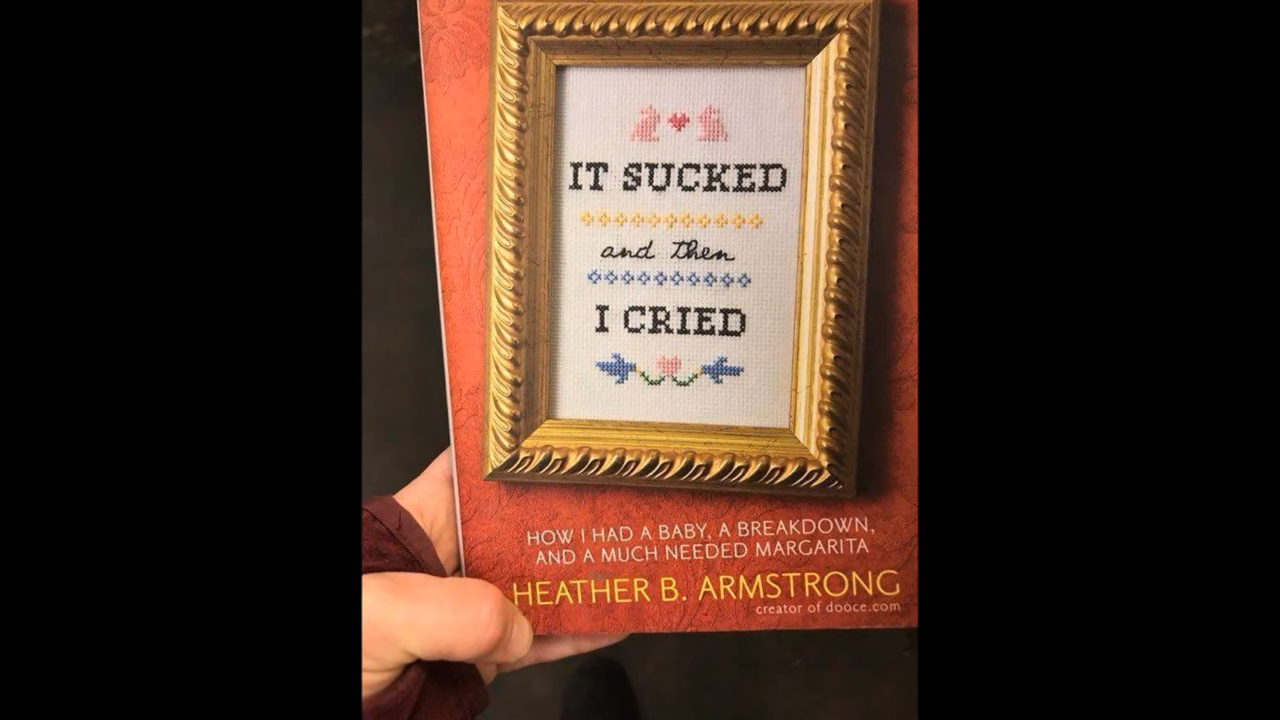 IT SUCKED
and then
I CRIED
HOW I HAD A BABY, A BREAKDOWN,
AND A MUCH NEEDED MARGARITA
HEATHER B. ARMSTRONG
creator of dooce.com